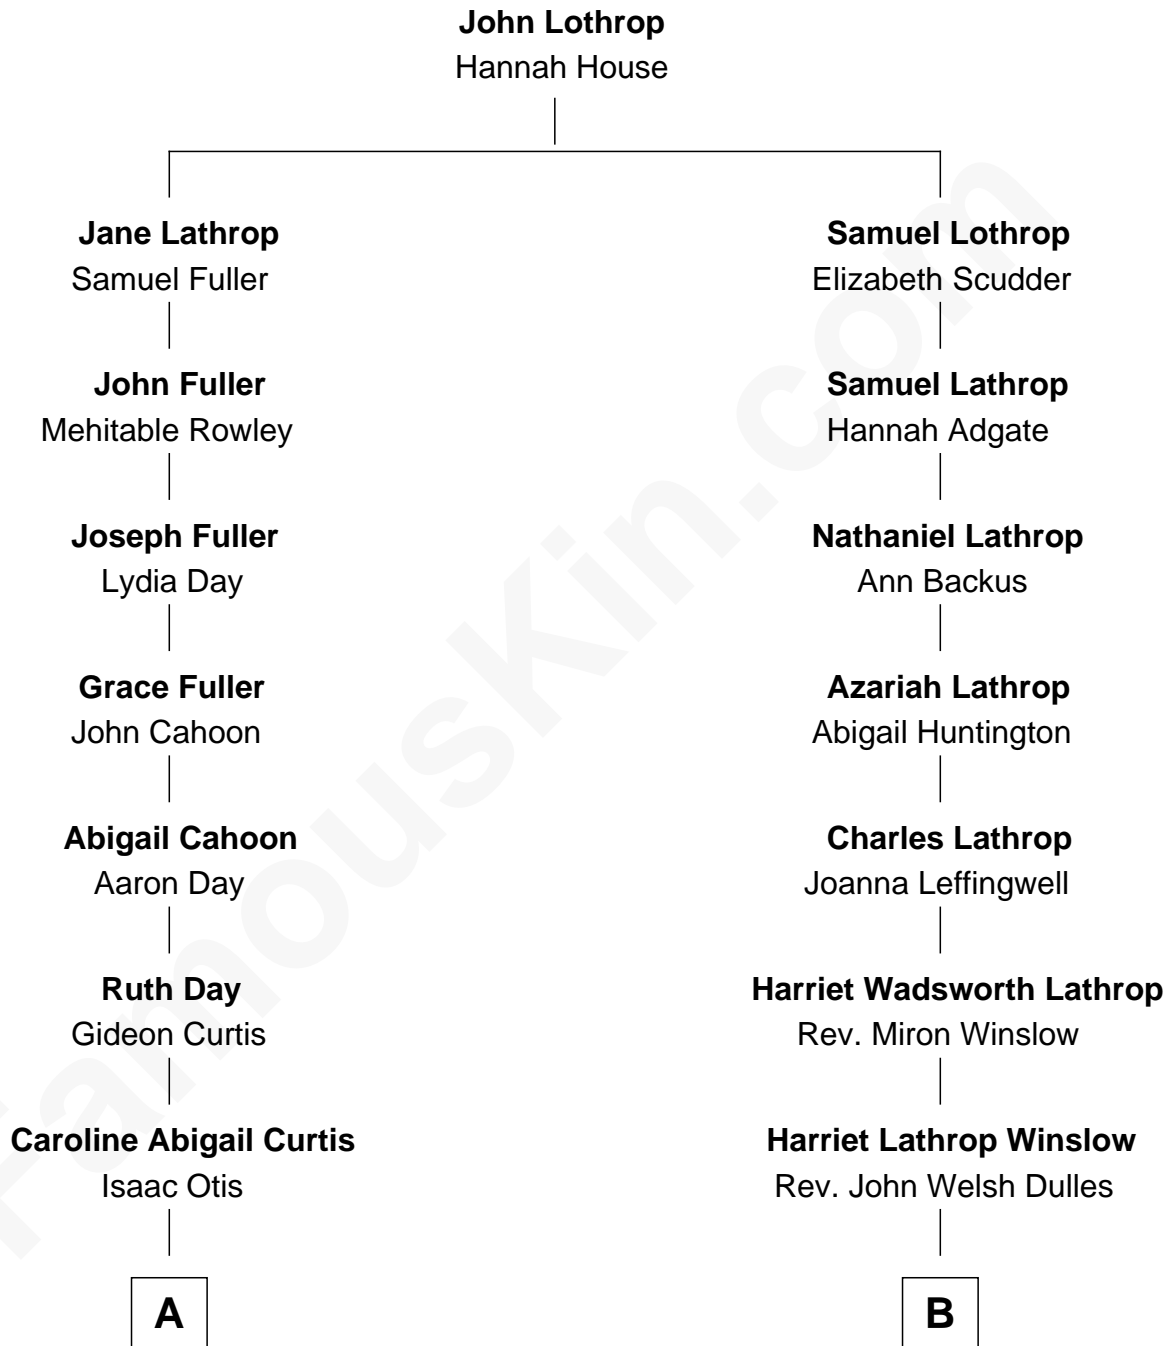 John Lothrop
Hannah House
Jane Lathrop
Samuel Fuller
Samuel Lothrop
Elizabeth Scudder
John Fuller
Mehitable Rowley
Samuel Lathrop
Hannah Adgate
Joseph Fuller
Lydia Day
Nathaniel Lathrop
Ann Backus
Grace Fuller
John Cahoon
Azariah Lathrop
Abigail Huntington
Abigail Cahoon
Aaron Day
Charles Lathrop
Joanna Leffingwell
Ruth Day
Gideon Curtis
Harriet Wadsworth Lathrop
Rev. Miron Winslow
Caroline Abigail Curtis
Isaac Otis
Harriet Lathrop Winslow
Rev. John Welsh Dulles
A
B
FamousKin.com